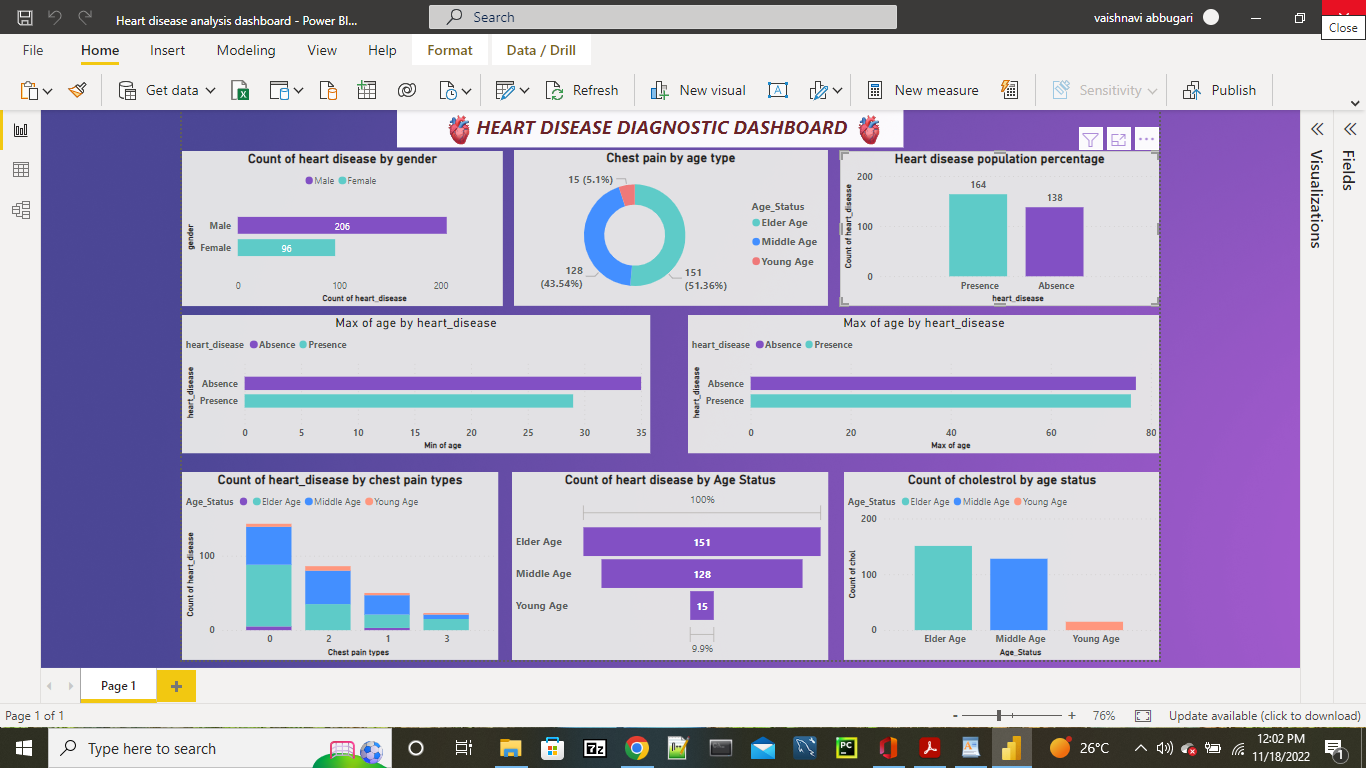 Heart disease analysis dashboard - Power BI...
Search
vaishnavi abbugari
Close
File
Home
Insert
Modeling
View
Help
Format
Data / Drill
Get data
Refresh
New visual
New measure
Sensitivity
Publish
HEART DISEASE DIAGNOSTIC DASHBOARD
Count of heart disease by gender
Male Female
gender
Male
206
Female
96
0 100 200
Count of heart_disease
Chest pain by age type
15 (5.1%)
128
(43.54%)
151
(51.36%)
Age_Status
Elder Age
Middle Age
Young Age
Heart disease population percentage
Count of heart_disease
200
100
0
164
138
Presence Absence
heart_disease
Visualizations
Fields
Max of age by heart_disease
heart_disease Absence Presence
heart_disease
Absence
Presence
0 5 10 15 20 25 30 35
Min of age
Max of age by heart_disease
heart_disease Absence Presence
heart_disease
Absence
Presence
0 20 40 60 80
Max of age
Count of heart_disease by chest pain types
Age_Status Elder Age Middle Age Young Age
Count of heart_disease
100
0
0 2 1 3
Chest pain types
Count of heart disease by Age Status
100%
Elder Age
151
Middle Age
128
Young Age
15
9.9%
Count of cholestrol by age status
Age_Status Elder Age Middle Age Young Age
Count of chol
200
100
0
Elder Age Middle Age Young Age
Age_Status
Page 1
Page 1 of 1
- + 76%
Update available (click to download)
Type here to search
7z
PC
26°C
12:02 PM
11/18/2022
1